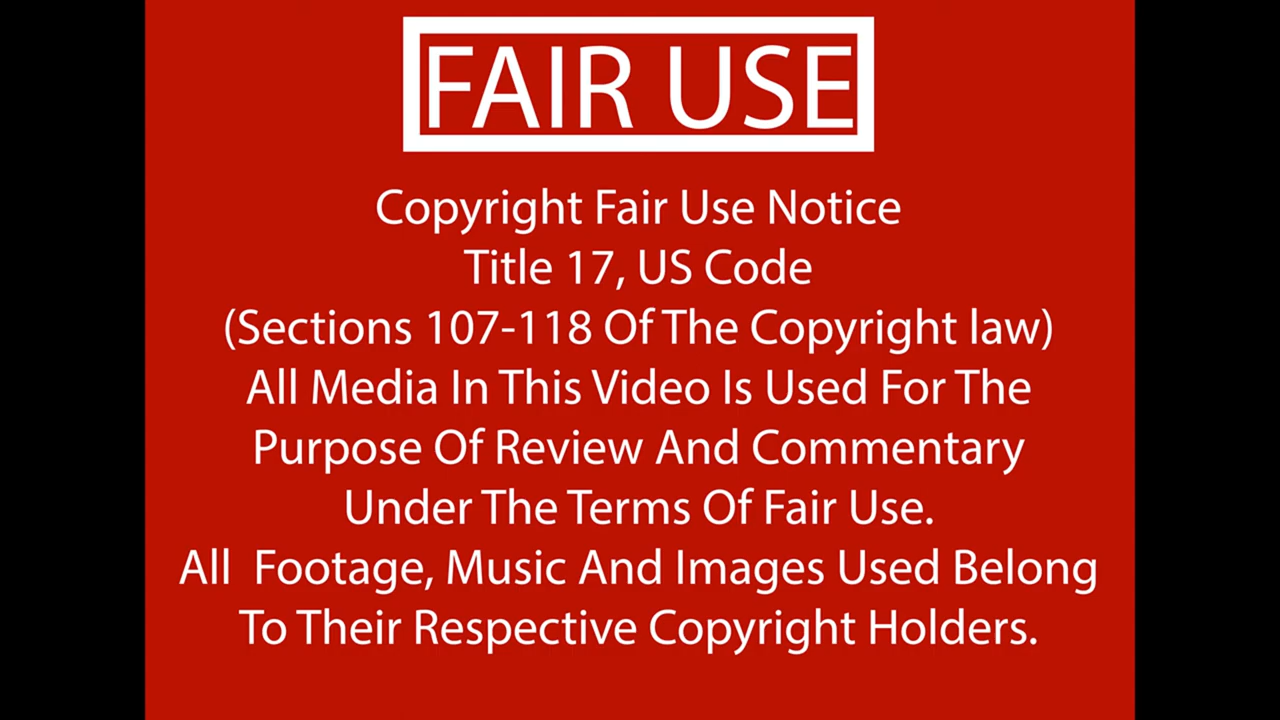 FAIR USE
Copyright Fair Use Notice
Title 17, US Code
(Sections 107-118 Of The Copyright law)
All Media In This Video Is Used For The
Purpose Of Review And Commentary
Under The Terms Of Fair Use.
All  Footage, Music And Images Used Belong
To Their Respective Copyright Holders.